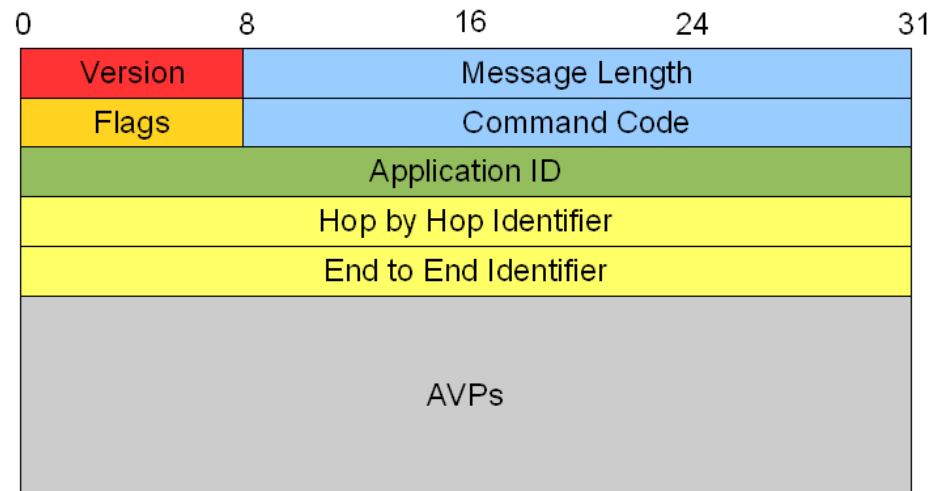 0 8 16 24 31
Version Message Length
Flags Command Code
Application ID
Hop by Hop Identifier
End to End Identifier
AVPs